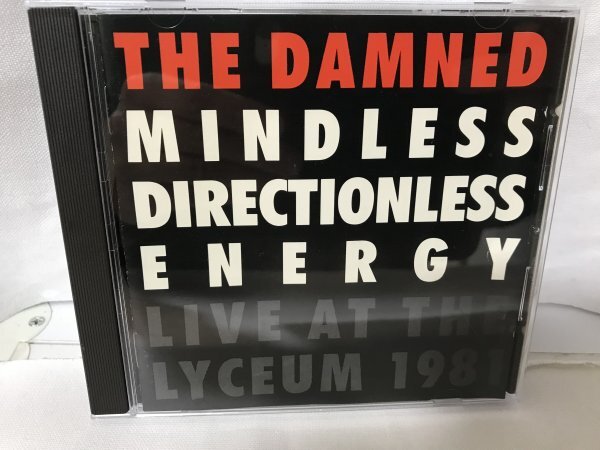 THE DAMNED
MINDLESS
DIRECTIONLESS
ENERGY
LIVE AT THE
LYCEUM 1981